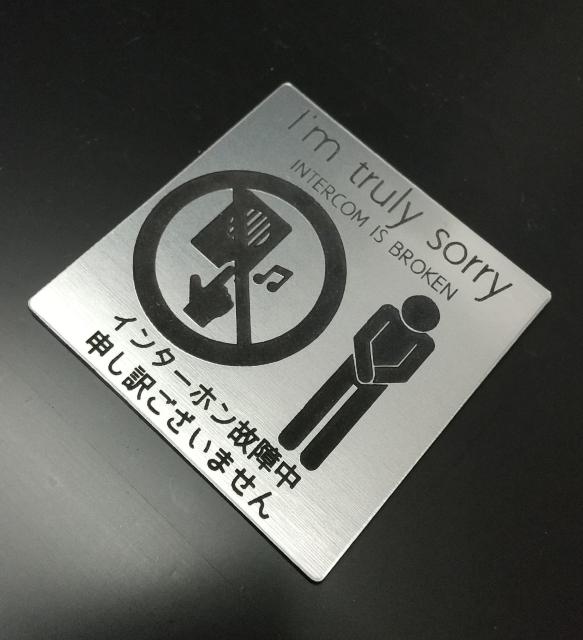 I'm truly sorry
INTERCOM IS BROKEN
インターホン故障中
申し訳ございません